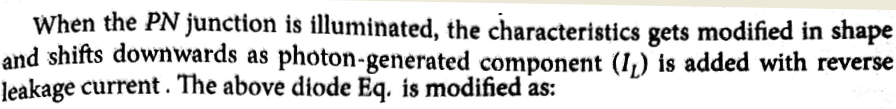 When the PN junction is illuminated, the characteristics gets modified in shape
and shifts downwards as photon-generated component (I_L) is added with reverse
leakage current . The above diode Eq. is modified as: